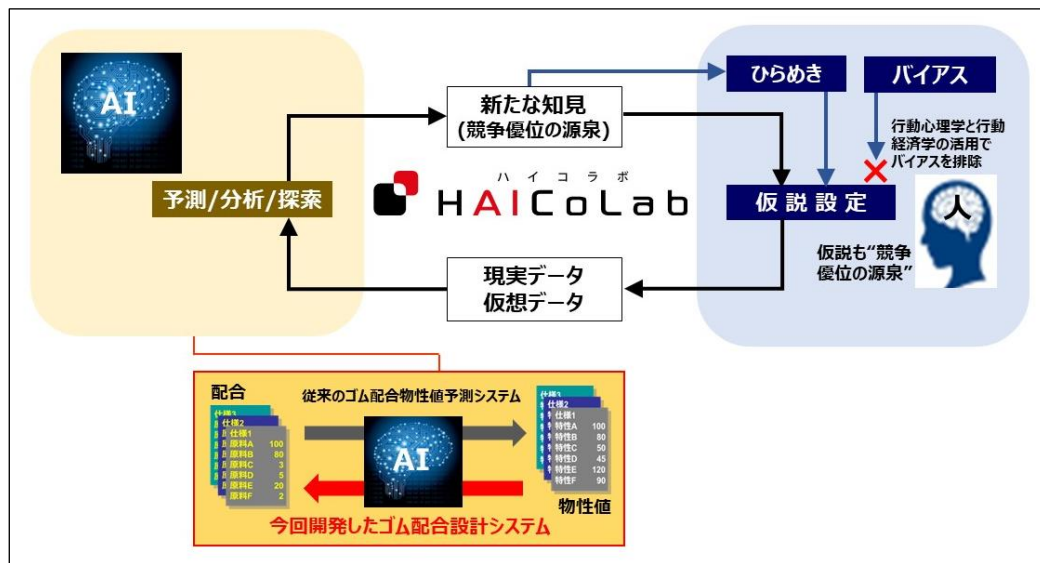 AI
予測/分析/探索
新たな知見
(競争優位の源泉)
ハイコラボ
HAICoLab
現実データ
仮想データ
ひらめき
バイアス
行動心理学と行動
経済学の活用で
バイアスを排除
仮説設定
人
仮説も“競争
優位の源泉”
配合
従来のゴム配合物性値予測システム
仕様2
仕様1
原料A 100
原料B 80
原料C 3
原料D 5
原料E 20
原料F 2
AI
仕様3
仕様2
仕様1
特性A 100
特性B 80
特性C 50
特性D 45
特性E 120
特性F 90
物性値
今回開発したゴム配合設計システム